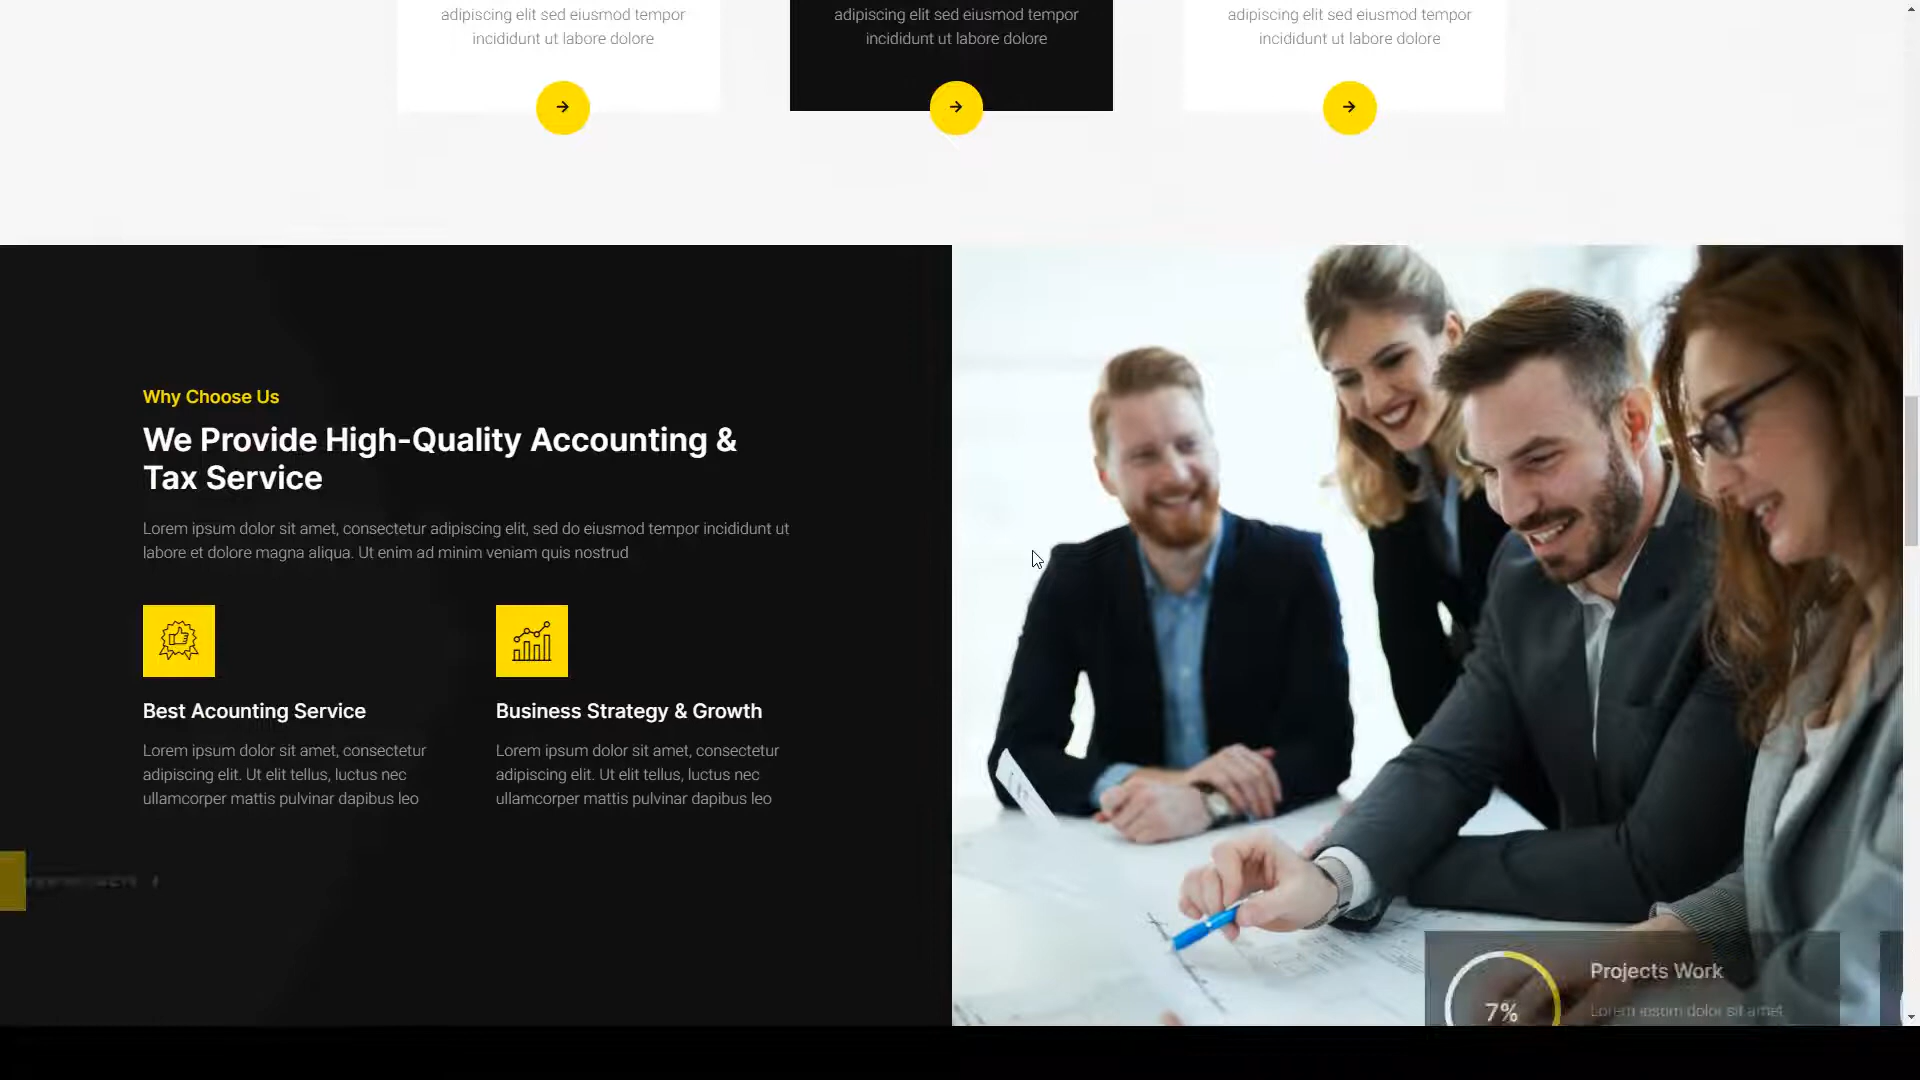 adipiscing elit sed eiusmod tempor
incididunt ut labore dolore
adipiscing elit sed eiusmod tempor
incididunt ut labore dolore
adipiscing elit sed eiusmod tempor
incididunt ut labore dolore
Why Choose Us
We Provide High-Quality Accounting &
Tax Service
Lorem ipsum dolor sit amet, consectetur adipiscing elit, sed do eiusmod tempor incididunt ut
labore et dolore magna aliqua. Ut enim ad minim veniam quis nostrud
Best Acounting Service
Lorem ipsum dolor sit amet, consectetur
adipiscing elit. Ut elit tellus, luctus nec
ullamcorper mattis pulvinar dapibus leo
Business Strategy & Growth
Lorem ipsum dolor sit amet, consectetur
adipiscing elit. Ut elit tellus, luctus nec
ullamcorper mattis pulvinar dapibus leo
7%
Projects Work
Lorem ipsum dolor sit amet